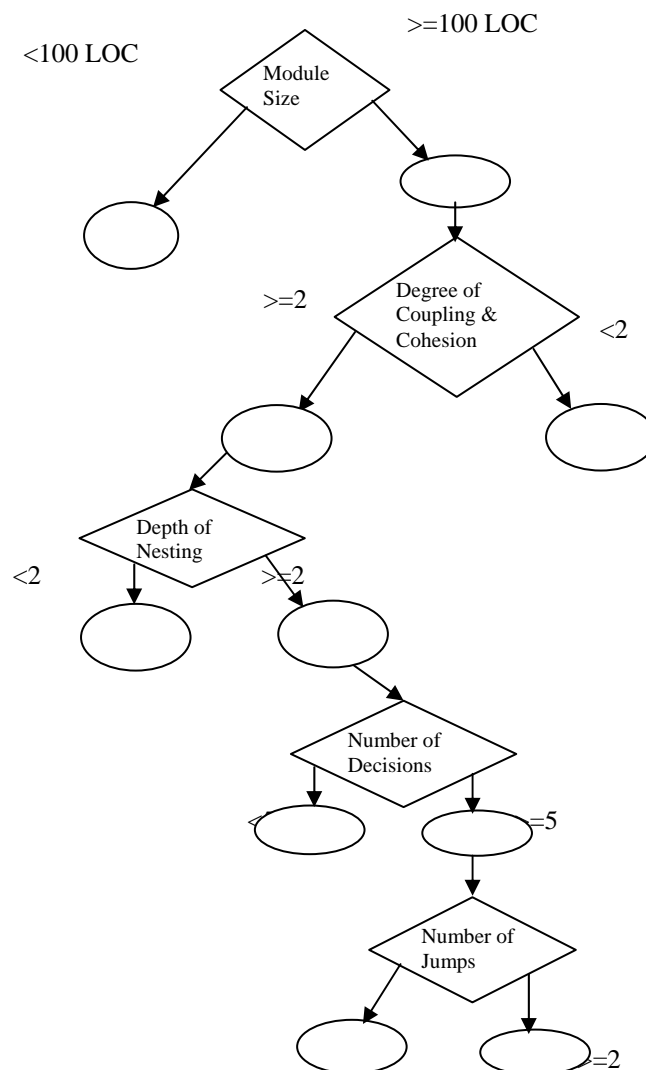 >=100 LOC
<100 LOC
Module
Size
>=2
Degree of
Coupling &
Cohesion
<2
Depth of
Nesting
<2
>=2
Number of
Decisions
<
=5
Number of
Jumps
>=2